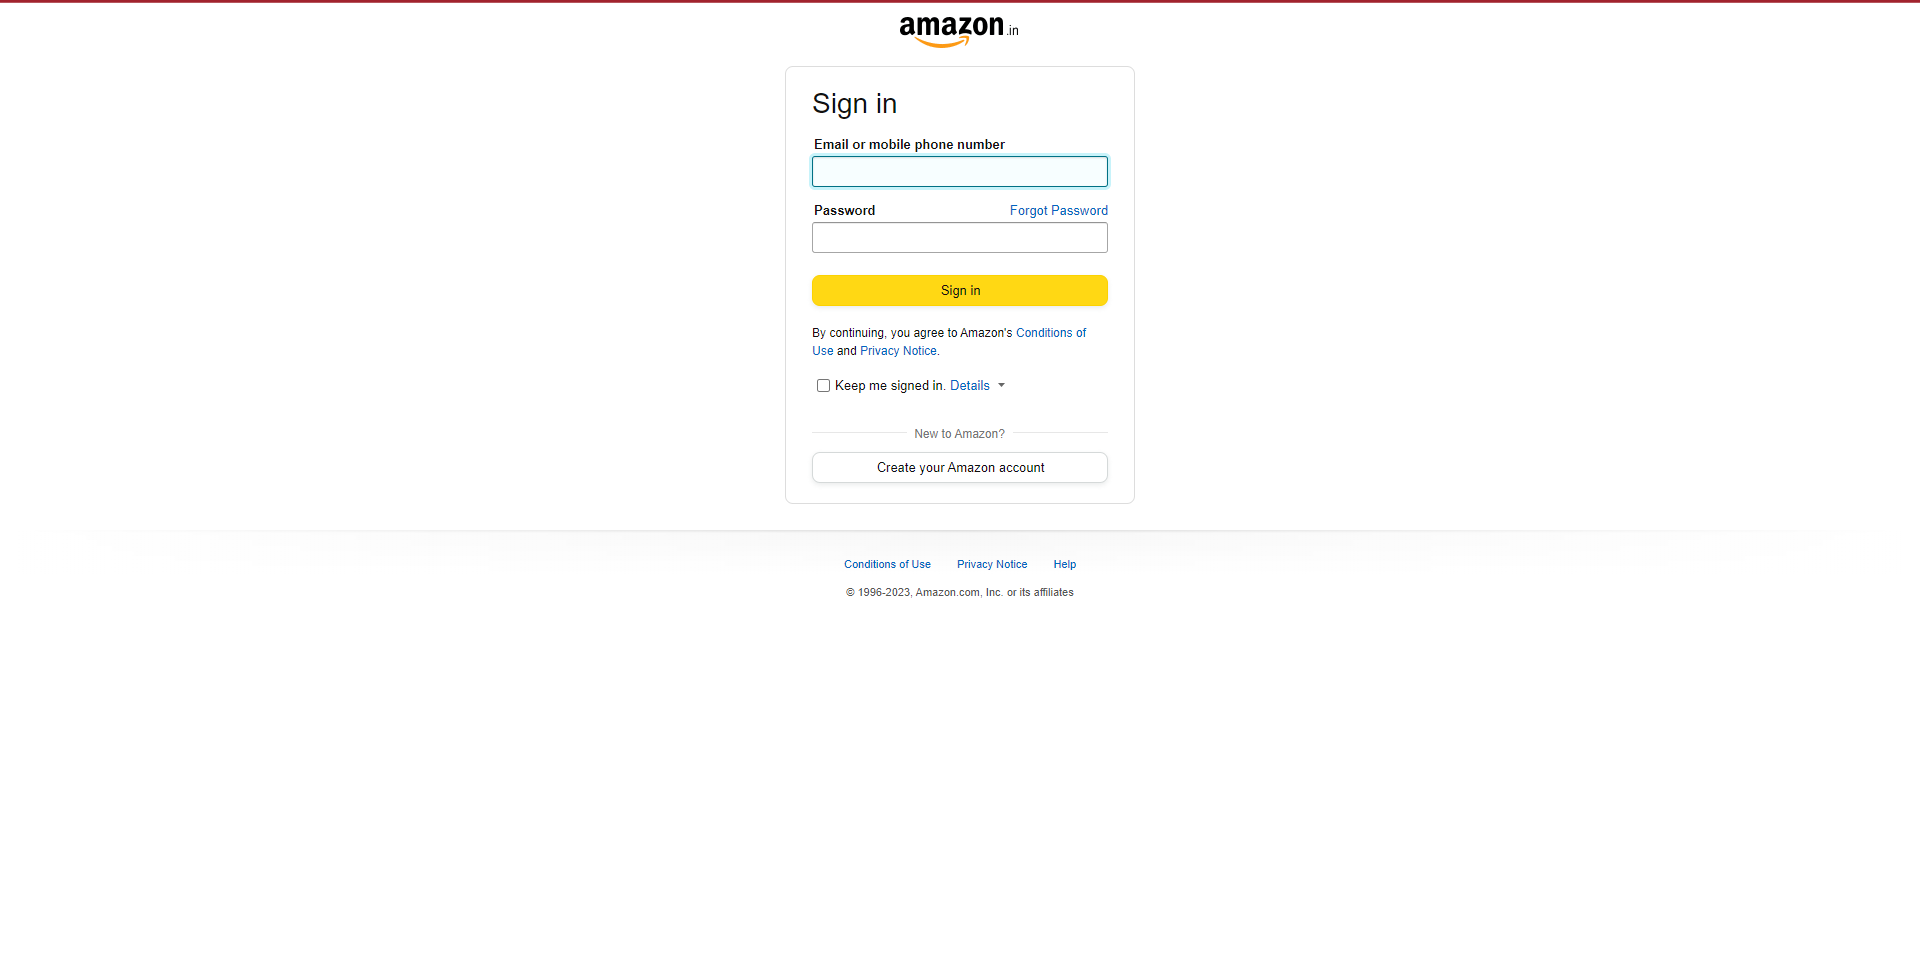 amazon.in
Sign in
Email or mobile phone number
Password Forgot Password
Sign in
By continuing, you agree to Amazon's Conditions of
Use and Privacy Notice.
Keep me signed in. Details
New to Amazon?
Create your Amazon account
Conditions of Use Privacy Notice Help
© 1996-2023, Amazon.com, Inc. or its affiliates